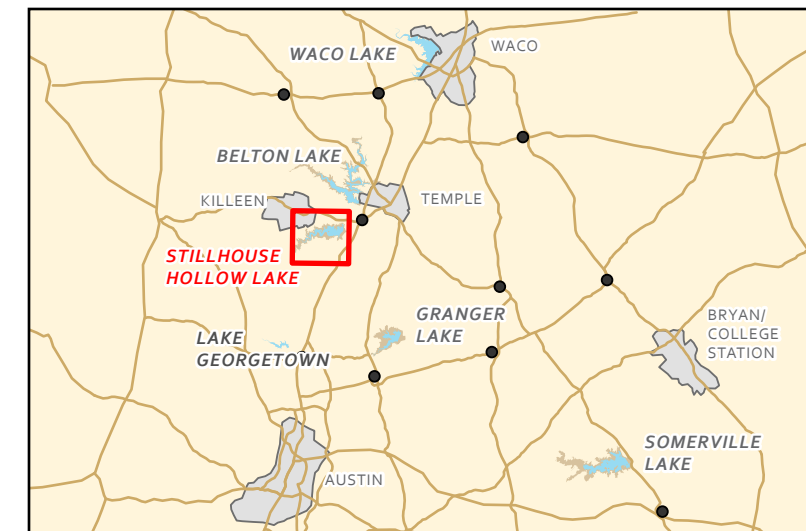 WACO LAKE
WACO
BELTON LAKE
KILLEEN
TEMPLE
STILLHOUSE
HOLLOW LAKE
GRANGER
LAKE
LAKE
GEORGETOWN
BRYAN/
COLLEGE
STATION
SOMERVILLE
LAKE
AUSTIN